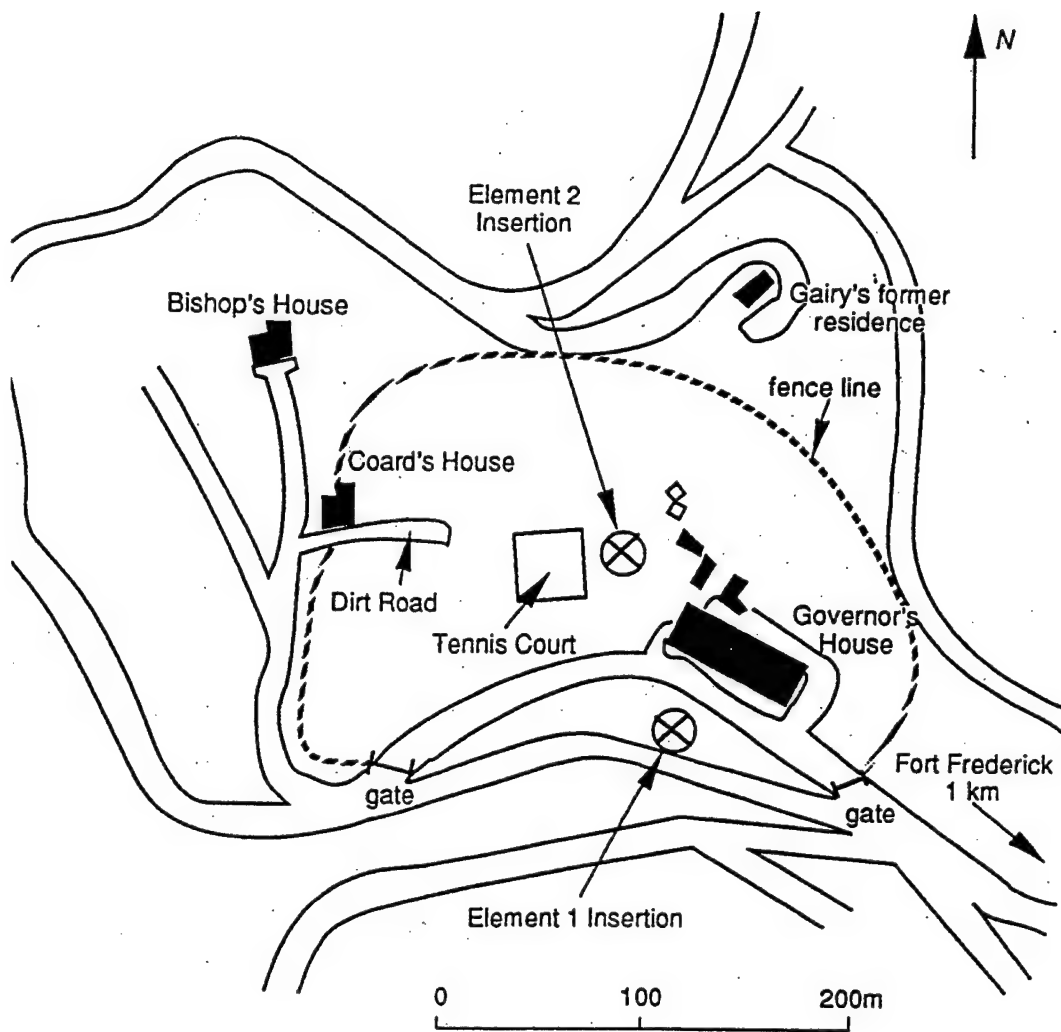 N
Element 2
Insertion
Bishop's House
Gairy's former
residence
fence line
Coard's House
Dirt Road
Tennis Court
Governor's
House
Fort Frederick
1 km
gate
gate
Element 1 Insertion
0 100 200m